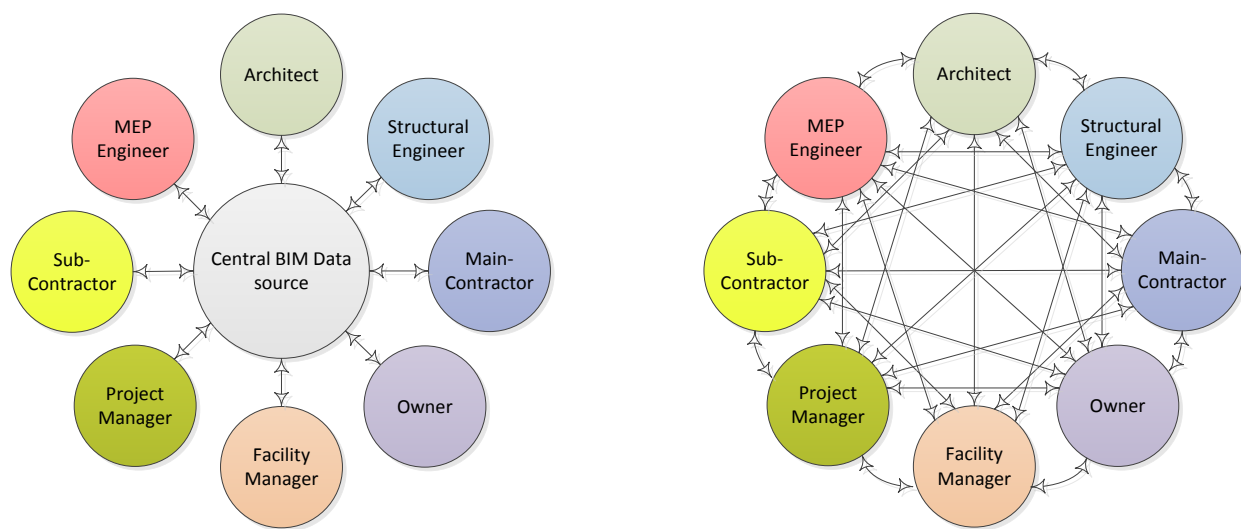 Architect
MEP
Engineer
Structural
Engineer
Sub-
Contractor
Central BIM Data
source
Main-
Contractor
Project
Manager
Owner
Facility
Manager
Architect
MEP
Engineer
Structural
Engineer
Sub-
Contractor
Main-
Contractor
Project
Manager
Owner
Facility
Manager